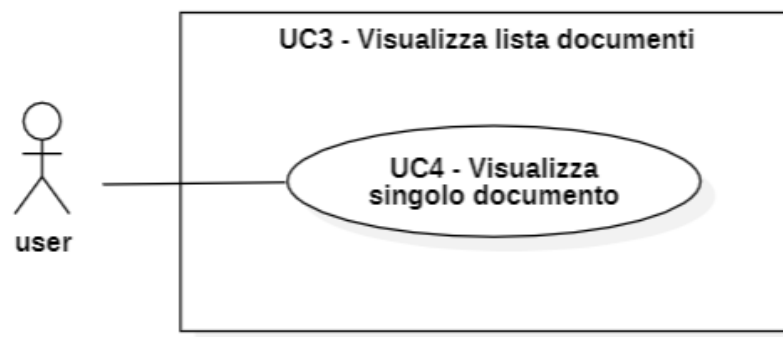 UC3 - Visualizza lista documenti
UC4 - Visualizza
singolo documento
user